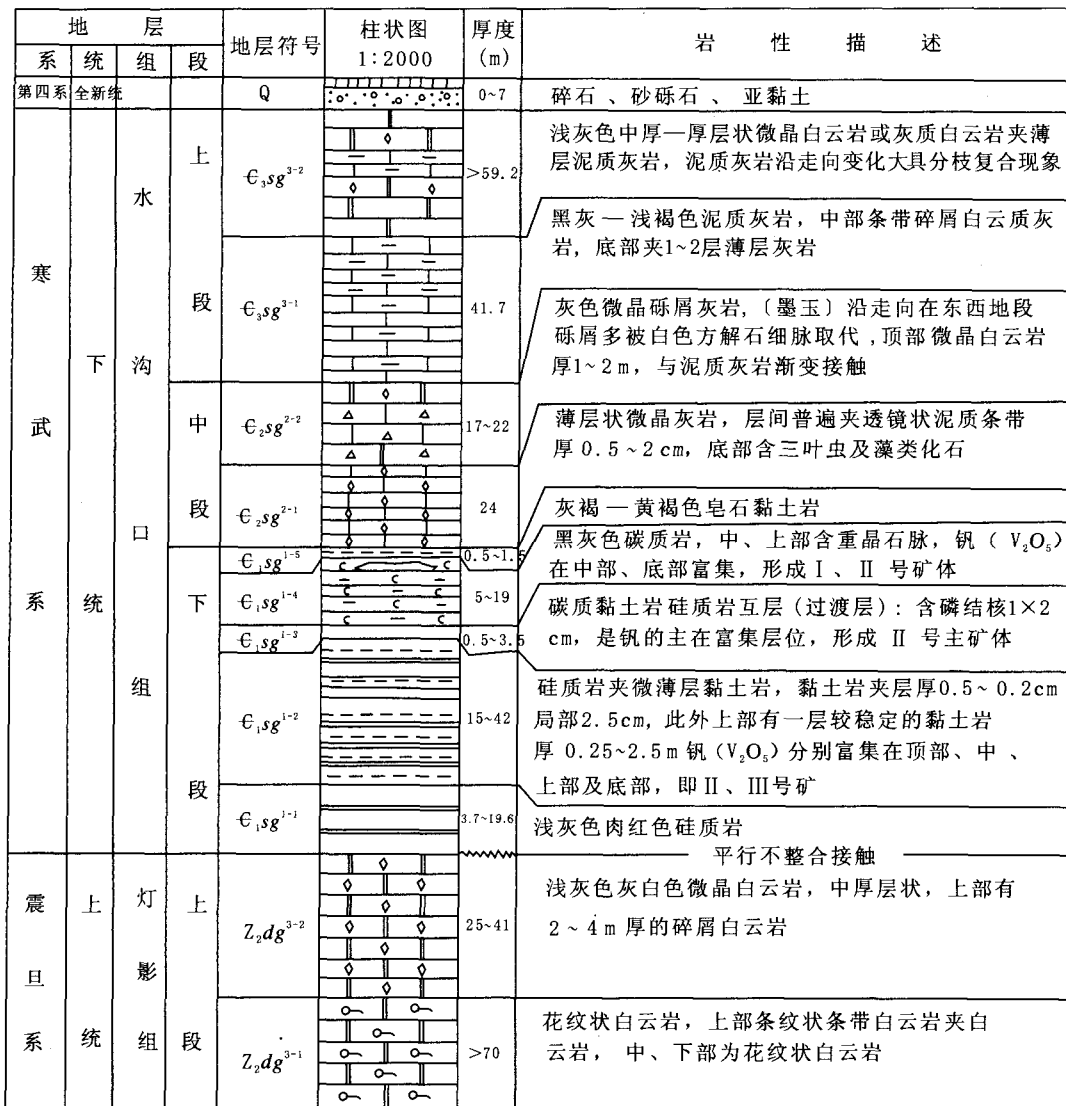 地 层
系 统 组 段
地层符号
柱状图
1:2000
厚度
(m)
岩 性 描 述
第四系 全新统 Q 0~7 碎石、砂砾石、亚黏土
寒武系
下统
水沟口组
上段
Є₃sg³⁻² >59.2
浅灰色中厚—厚层状微晶白云岩或灰质白云岩夹薄
层泥质灰岩,泥质灰岩沿走向变化大具分枝复合现象
Є₃sg³⁻¹ 41.7
黑灰—浅褐色泥质灰岩,中部条带碎屑白云质灰
岩,底部夹1~2层薄层灰岩
中段
Є₂sg²⁻² 17~22
灰色微晶砾屑灰岩,〔墨玉〕沿走向在东西地段
砾屑多被白色方解石细脉取代,顶部微晶白云岩
厚1~2m,与泥质灰岩渐变接触
Є₂sg²⁻¹ 24
薄层状微晶灰岩,层间普遍夹透镜状泥质条带
厚0.5~2cm,底部含三叶虫及藻类化石
下段
Є₁sg¹⁻⁵ 0.5~1.5
灰褐—黄褐色皂石黏土岩
Є₁sg¹⁻⁴ 5~19
黑灰色碳质岩,中、上部含重晶石脉,钒(V₂O₅)
在中部、底部富集,形成Ⅰ、Ⅱ号矿体
Є₁sg¹⁻³ 0.5~3.5
碳质黏土岩硅质岩互层(过渡层):含磷结核1×2
cm,是钒的主在富集层位,形成Ⅱ号主矿体
Є₁sg¹⁻² 15~42
硅质岩夹微薄层黏土岩,黏土岩夹层厚0.5~0.2cm
局部2.5cm,此外上部有一层较稳定的黏土岩
厚0.25~2.5m钒(V₂O₅)分别富集在顶部、中、
上部及底部,即Ⅱ、Ⅲ号矿
Є₁sg¹⁻¹ 3.7~19.6
浅灰色肉红色硅质岩
平行不整合接触
震旦系
上统
灯影组
上段
Z₂dg³⁻² 25~41
浅灰色灰白色微晶白云岩,中厚层状,上部有
2~4m厚的碎屑白云岩
Z₂dg³⁻¹ >70
花纹状白云岩,上部条纹状条带白云岩夹白
云岩,中、下部为花纹状白云岩